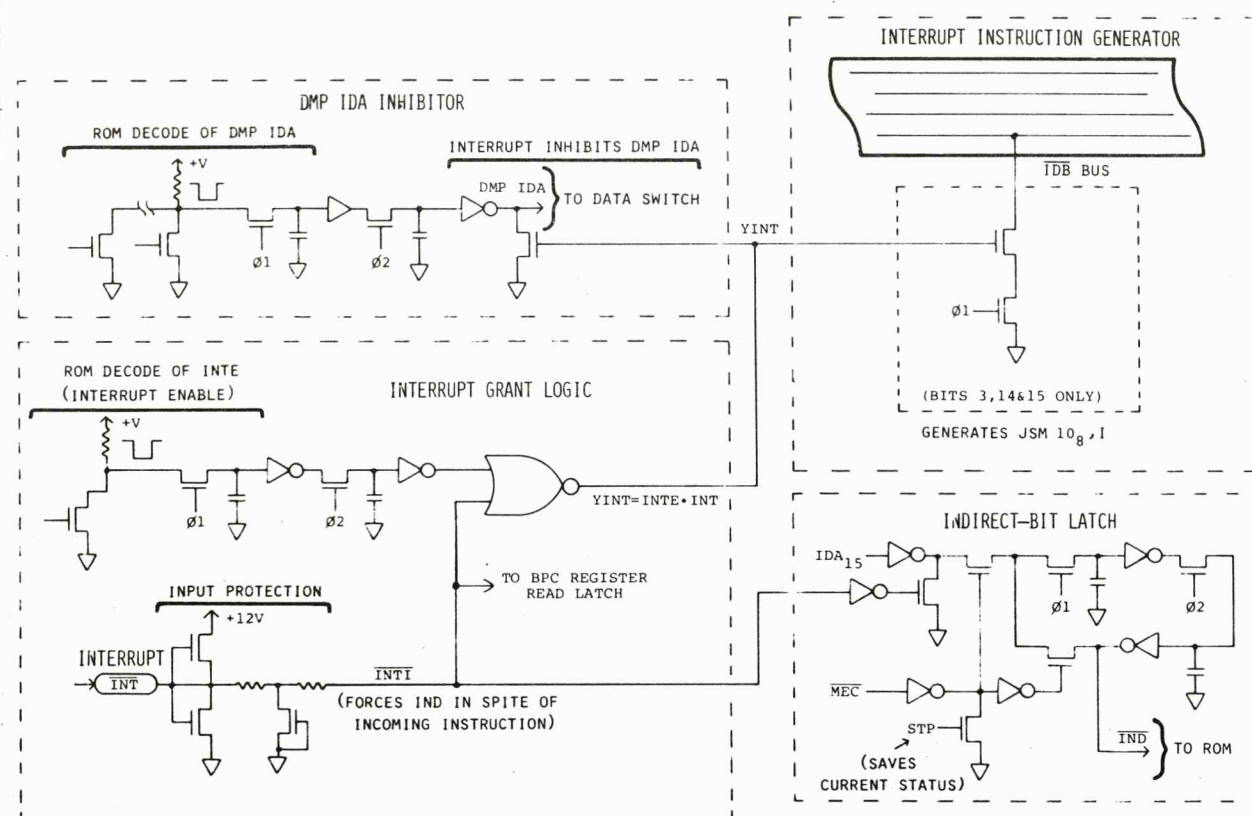 INTERRUPT INSTRUCTION GENERATOR
IDB BUS
Ø1
(BITS 3,14&15 ONLY)
GENERATES JSM 10₈,I
DMP IDA INHIBITOR
ROM DECODE OF DMP IDA
+V
INTERRUPT INHIBITS DMP IDA
DMP IDA
TO DATA SWITCH
Ø1
Ø2
YINT
ROM DECODE OF INTE
(INTERRUPT ENABLE)
+V
INTERRUPT GRANT LOGIC
Ø1
Ø2
YINT=INTE•INT
TO BPC REGISTER
READ LATCH
INPUT PROTECTION
+12V
INTERRUPT
INT
INTI
(FORCES IND IN SPITE OF
INCOMING INSTRUCTION)
INDIRECT-BIT LATCH
IDA₁₅
Ø1
Ø2
MEC
STP
(SAVES
CURRENT STATUS)
IND
TO ROM